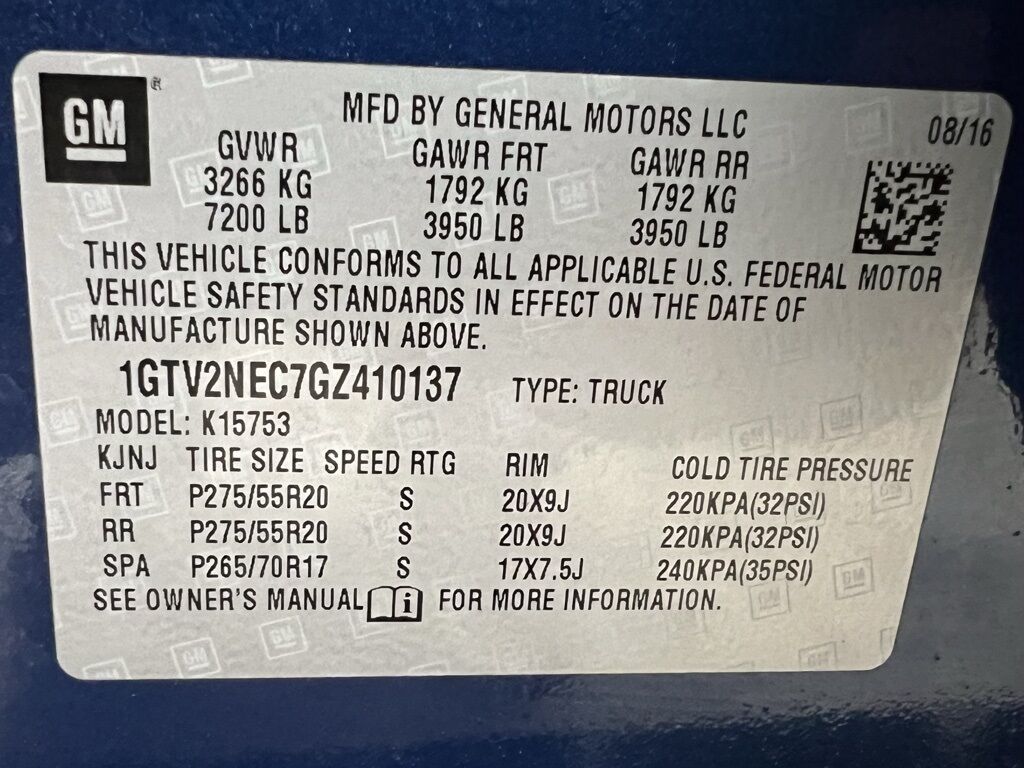 GM
®
MFD BY GENERAL MOTORS LLC
08/16
GVWR GAWR FRT GAWR RR
3266 KG 1792 KG 1792 KG
7200 LB 3950 LB 3950 LB
THIS VEHICLE CONFORMS TO ALL APPLICABLE U.S. FEDERAL MOTOR
VEHICLE SAFETY STANDARDS IN EFFECT ON THE DATE OF
MANUFACTURE SHOWN ABOVE.
1GTV2NEC7GZ410137 TYPE: TRUCK
MODEL: K15753
KJNJ TIRE SIZE SPEED RTG RIM COLD TIRE PRESSURE
FRT P275/55R20 S 20X9J 220KPA(32PSI)
RR P275/55R20 S 20X9J 220KPA(32PSI)
SPA P265/70R17 S 17X7.5J 240KPA(35PSI)
SEE OWNER'S MANUAL i FOR MORE INFORMATION.